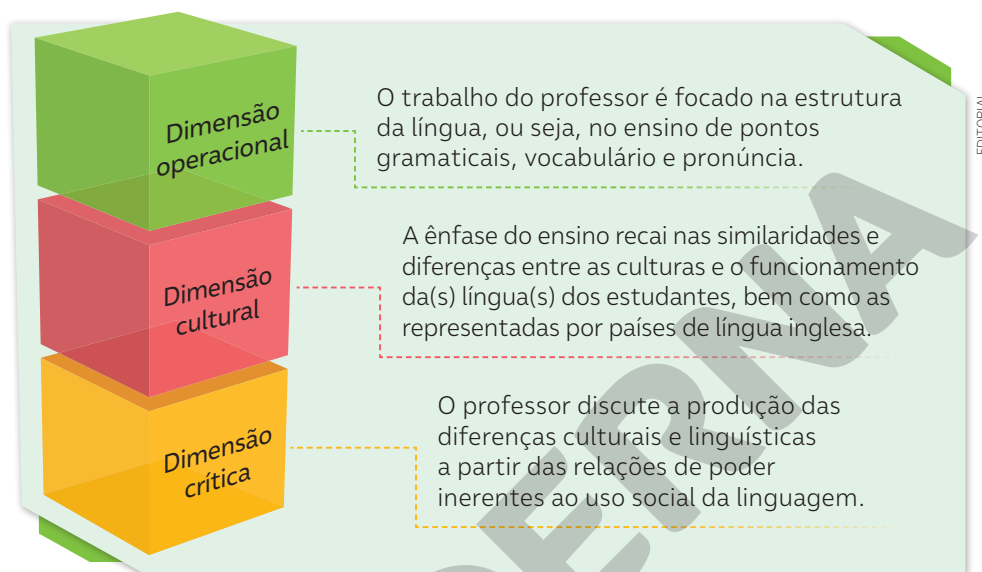 Dimensão
operacional
O trabalho do professor é focado na estrutura
da língua, ou seja, no ensino de pontos
gramaticais, vocabulário e pronúncia.
Dimensão
cultural
A ênfase do ensino recai nas similaridades e
diferenças entre as culturas e o funcionamento
da(s) língua(s) dos estudantes, bem como as
representadas por países de língua inglesa.
Dimensão
crítica
O professor discute a produção das
diferenças culturais e linguísticas
a partir das relações de poder
inerentes ao uso social da linguagem.
EDITORIAL
ERNA